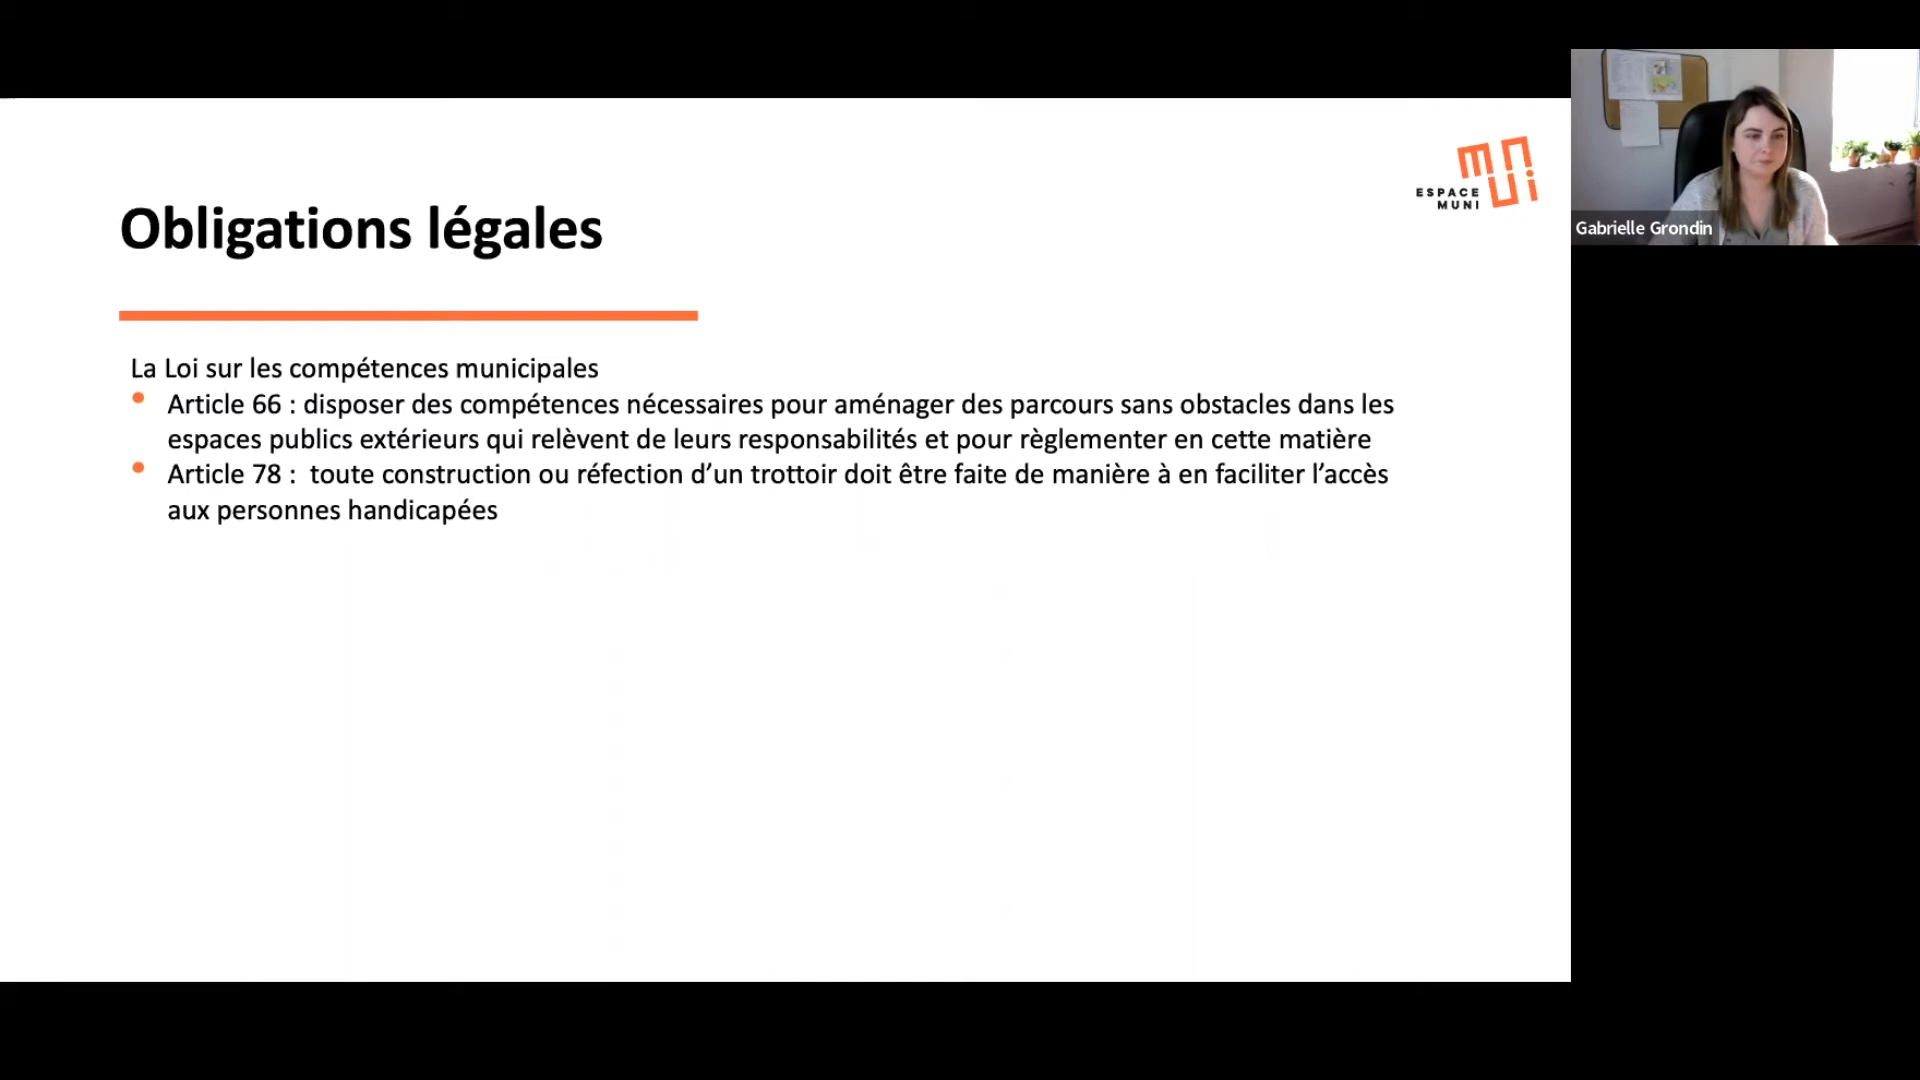 Obligations légales
ESPACE
MUNI
muni
Gabrielle Grondin
La Loi sur les compétences municipales
• Article 66 : disposer des compétences nécessaires pour aménager des parcours sans obstacles dans les
espaces publics extérieurs qui relèvent de leurs responsabilités et pour règlementer en cette matière
• Article 78 :  toute construction ou réfection d’un trottoir doit être faite de manière à en faciliter l’accès
aux personnes handicapées